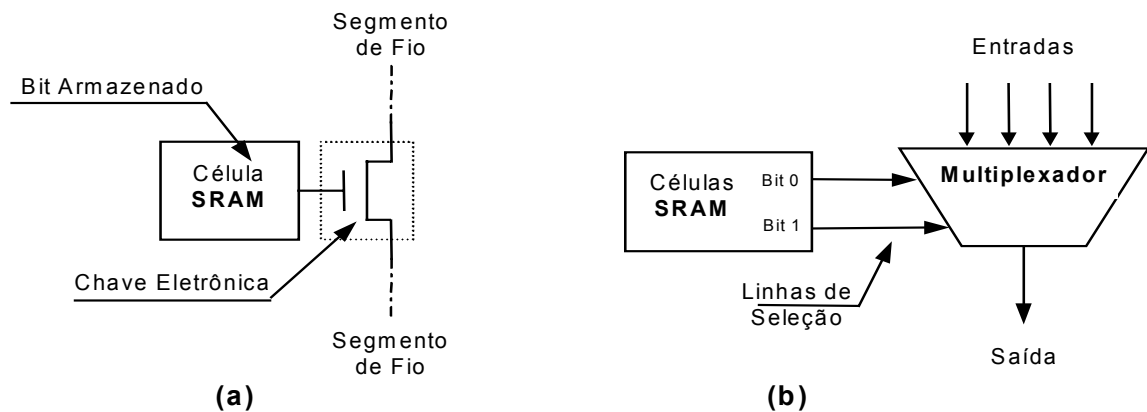 Segmento
de Fio
Bit Armazenado
Célula
SRAM
Chave Eletrônica
Segmento
de Fio
(a)
Entradas
Multiplexador
Células
SRAM
Bit 0
Bit 1
Linhas de
Seleção
Saída
(b)